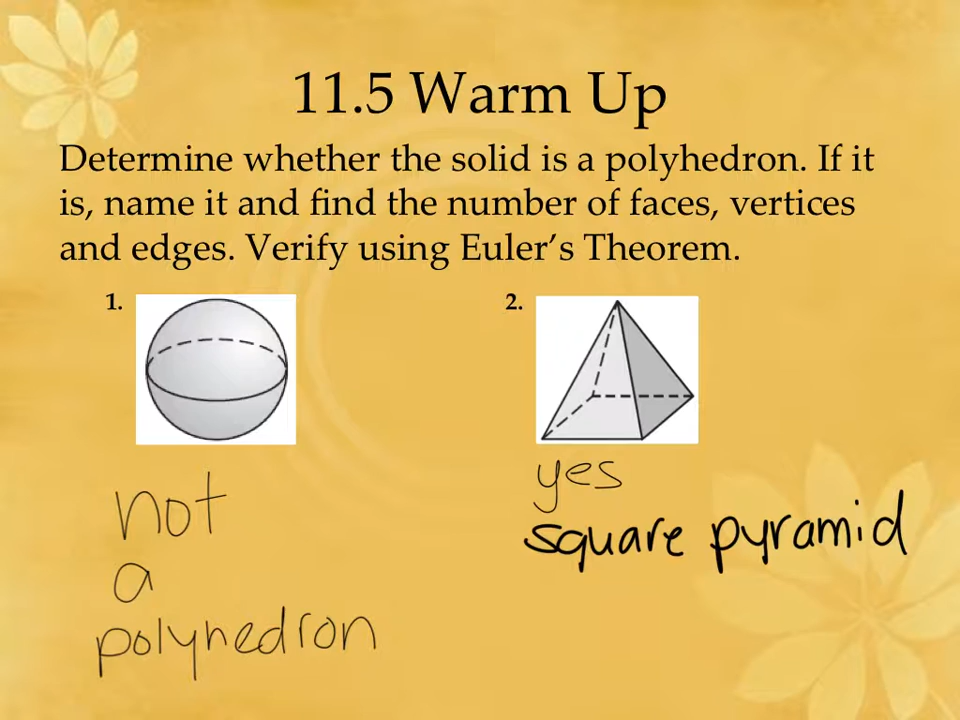 11.5 Warm Up
Determine whether the solid is a polyhedron. If it
is, name it and find the number of faces, vertices
and edges. Verify using Euler’s Theorem.
1.
2.
not
a
polyhedron
yes
square pyramid